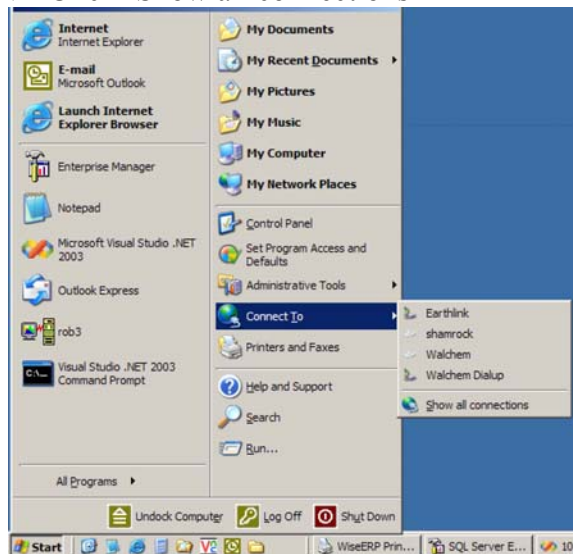 Internet
Internet Explorer
E-mail
Microsoft Outlook
Launch Internet
Explorer Browser
Enterprise Manager
Notepad
Microsoft Visual Studio .NET
2003
Outlook Express
rob3
Visual Studio .NET 2003
Command Prompt
All Programs
My Documents
My Recent Documents
My Pictures
My Music
My Computer
My Network Places
Control Panel
Set Program Access and
Defaults
Administrative Tools
Connect To
Printers and Faxes
Help and Support
Search
Run...
Earthlink
shamrock
Walchem
Walchem Dialup
Show all connections
Undock Computer
Log Off
Shut Down
Start
WiseERP Prin...
SQL Server E...
10